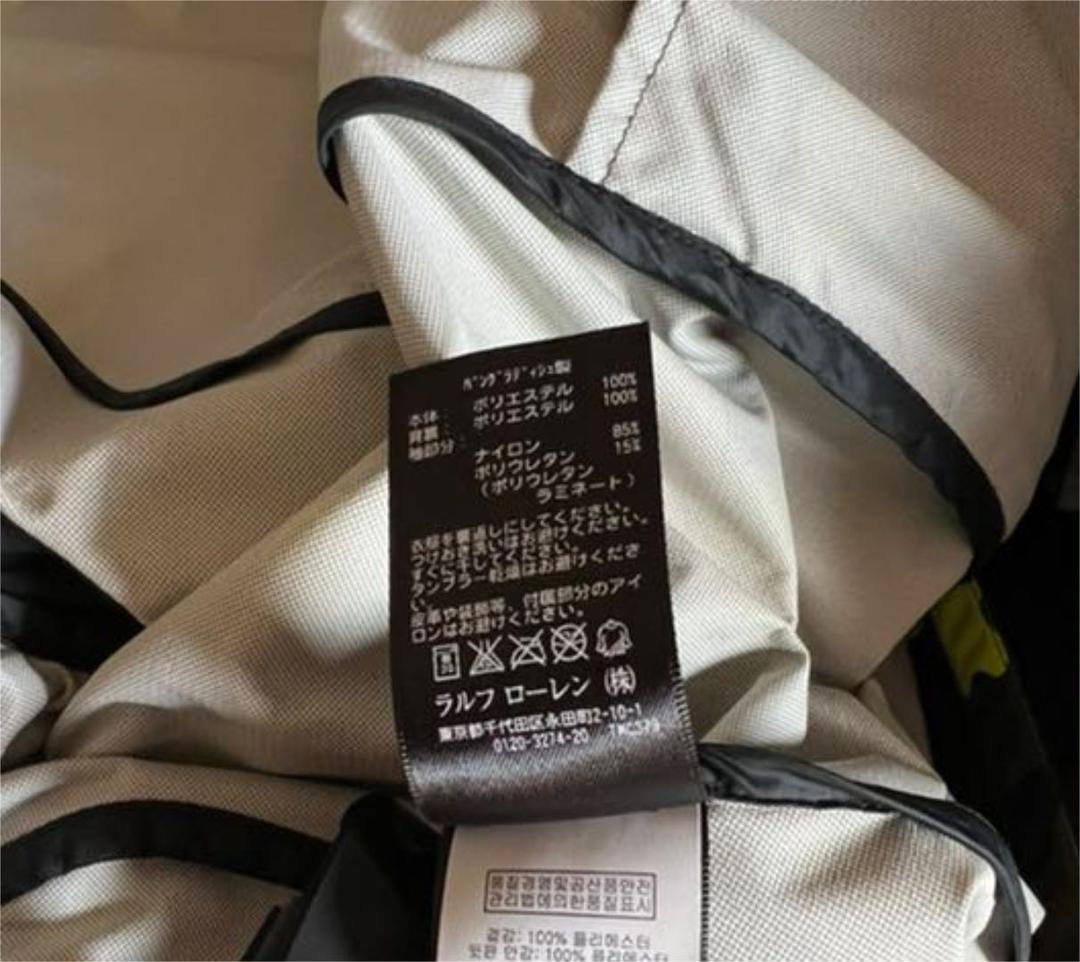 バングラディシュ製
本体: ポリエステル 100%
背裏: ポリエステル 100%
袖部分: ナイロン 85%
ポリウレタン 15%
(ポリウレタン
ラミネート)
衣類を裏返しにしてください。
つけおき洗いはお避けください。
すぐに干してください。
タンブラー乾燥はお避けくださ
い。
皮革や装飾等、付属部分のアイ
ロンはお避けください。
ラルフ ローレン (株)
東京都千代田区永田町2-10-1
0120-3274-20
품질경영및공산품안전
관리법에의한품질표시
겉감: 100% 폴리에스터
뒷판 안감: 100% 폴리에스터